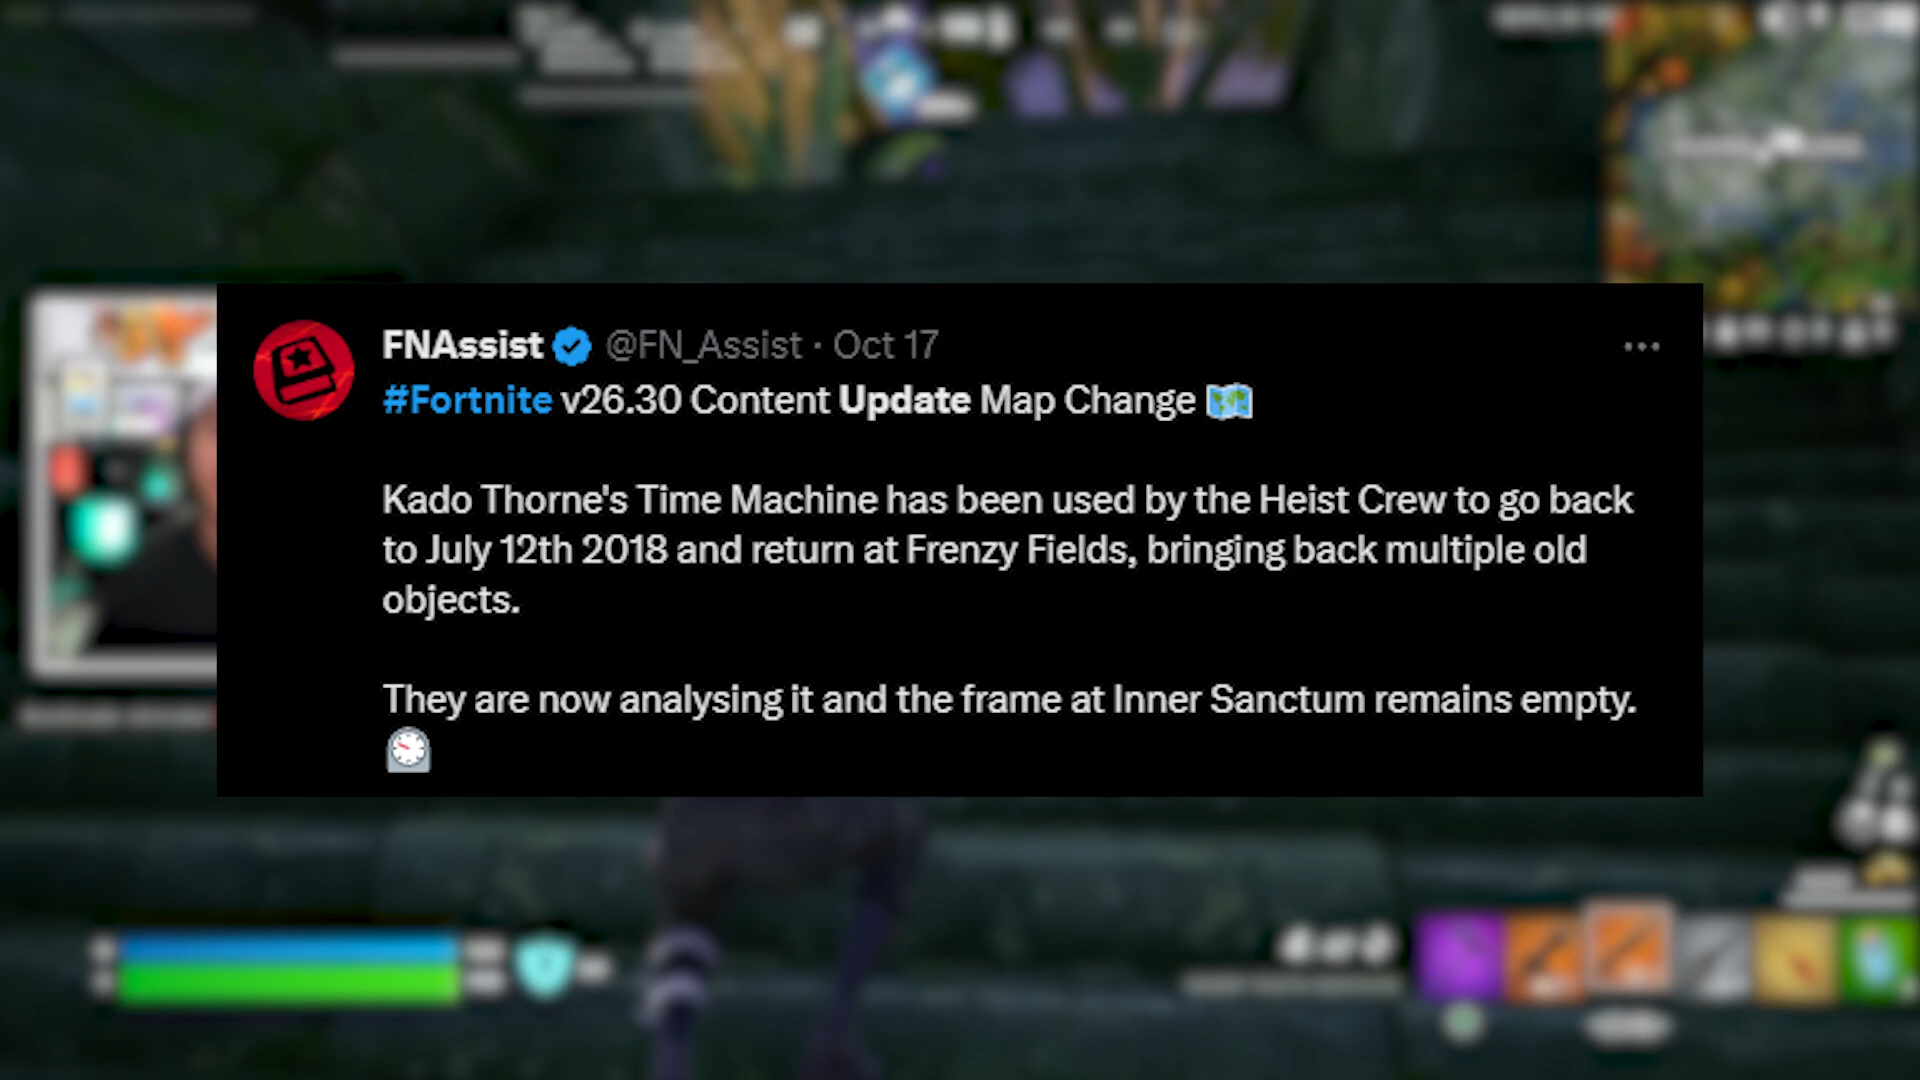 FNAssist @FN_Assist · Oct 17
#Fortnite v26.30 Content Update Map Change
Kado Thorne's Time Machine has been used by the Heist Crew to go back
to July 12th 2018 and return at Frenzy Fields, bringing back multiple old
objects.
They are now analysing it and the frame at Inner Sanctum remains empty.